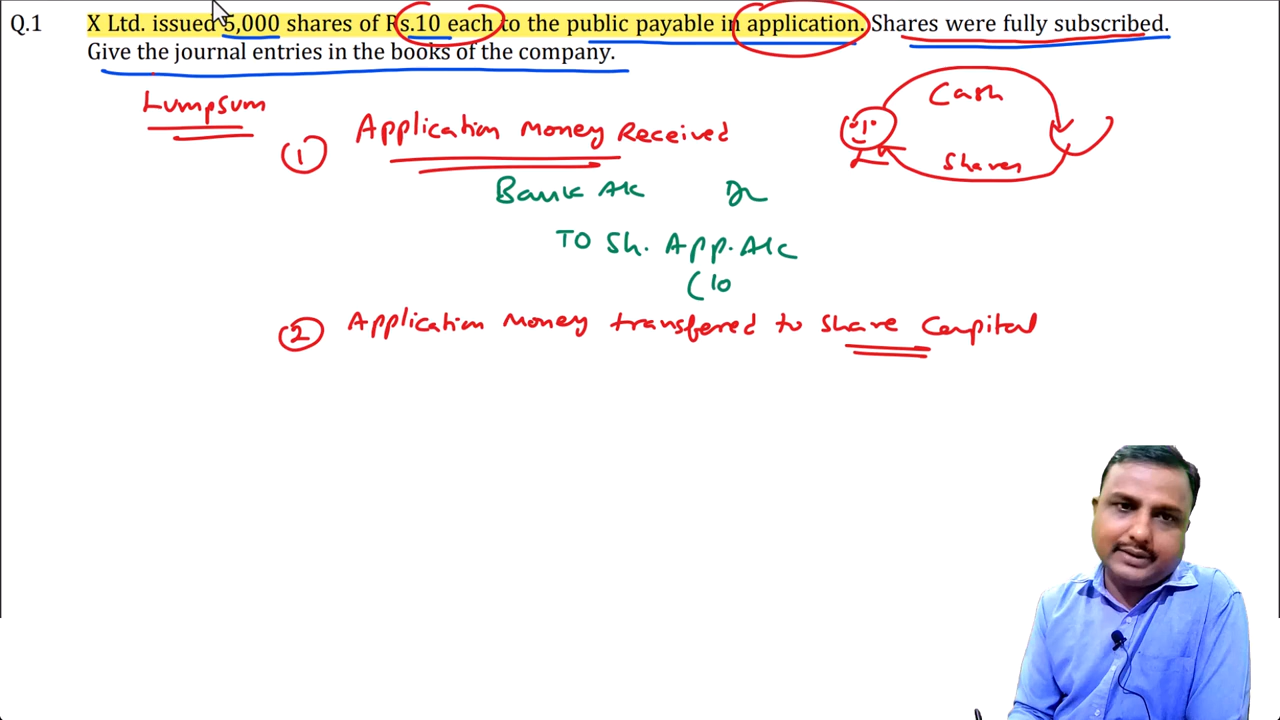 Q.1 X Ltd. issued 5,000 shares of Rs.10 each to the public payable in application. Shares were fully subscribed.
Give the journal entries in the books of the company.
Lumpsum
Cash
Shares
1 Application Money Received
Bank A/c Dr
To Sh. App. A/c
(10
2 Application Money transferred to Share Capital